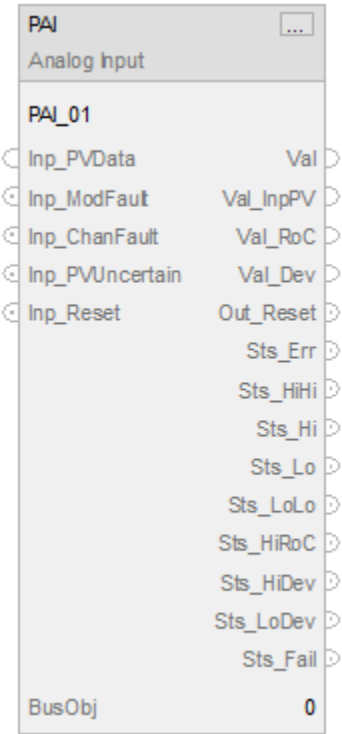 PAI ...
Analog Input
PAI_01
Inp_PVData Val
Inp_ModFault Val_InpPV
Inp_ChanFault Val_RoC
Inp_PVUncertain Val_Dev
Inp_Reset Out_Reset
Sts_Err
Sts_HiHi
Sts_Hi
Sts_Lo
Sts_LoLo
Sts_HiRoC
Sts_HiDev
Sts_LoDev
Sts_Fail
BusObj 0